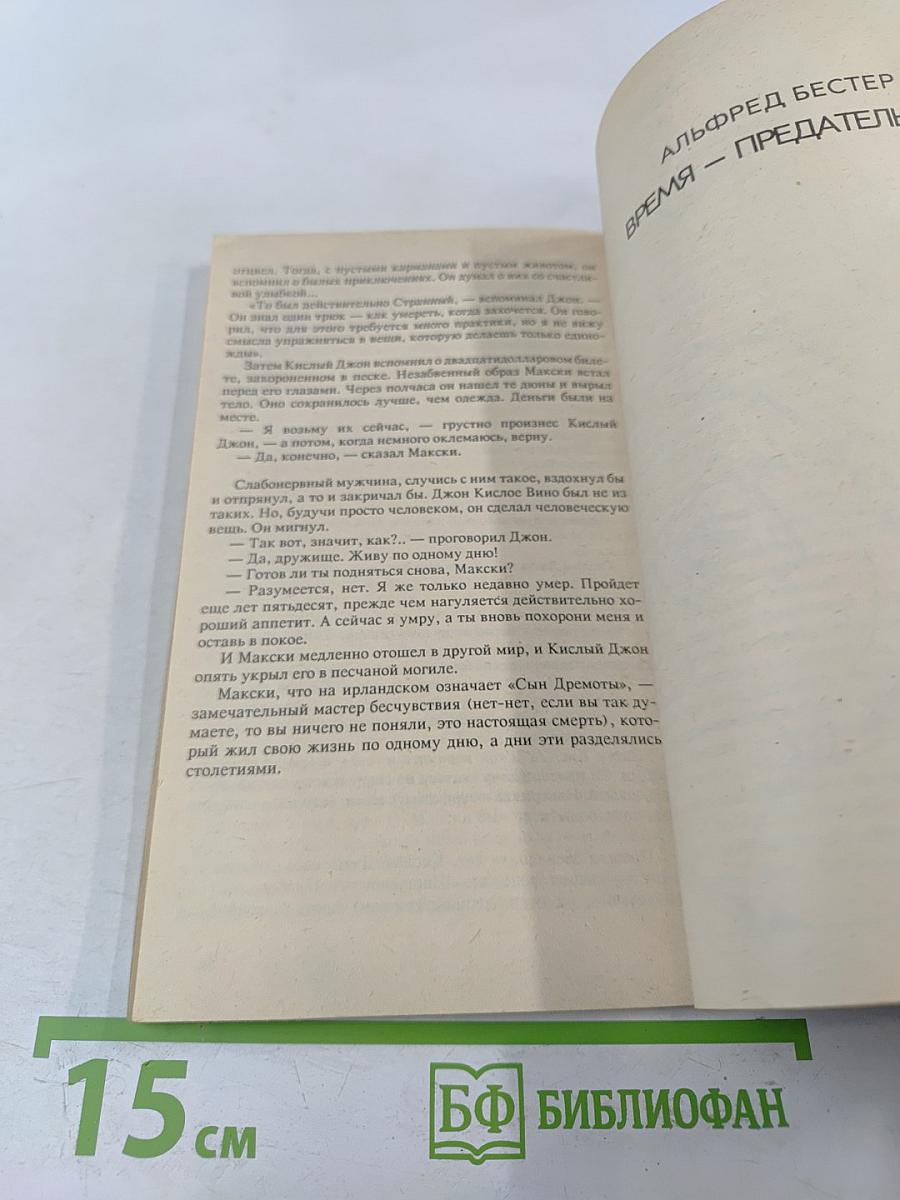 отцвел. Тогда, с пустыми карманами и пустым животом, он
вспомнил о былых приключениях. Он думал о них со счастли-
вой улыбкой...
«То был действительно Странный, — вспоминал Джон. —
Он знал один трюк — как умереть, когда захочется. Он гово-
рил, что для этого требуется много практики, но я не вижу
смысла упражняться в вещи, которую делаешь только едино-
жды».
Затем Кислый Джон вспомнил о двадцатидолларовом биле-
те, захороненном в песке. Незабвенный образ Макски встал
перед его глазами. Через полчаса он нашел те дюны и вырыл
тело. Оно сохранилось лучше, чем одежда. Деньги были на
месте.
— Я возьму их сейчас, — грустно произнес Кислый
Джон, — а потом, когда немного оклемаюсь, верну.
— Да, конечно, — сказал Макски.
Слабонервный мужчина, случись с ним такое, вздохнул бы
и отпрянул, а то и закричал бы. Джон Кислое Вино был не из
таких. Но, будучи просто человеком, он сделал человеческую
вещь. Он мигнул.
— Так вот, значит, как?.. — проговорил Джон.
— Да, дружище. Живу по одному дню!
— Готов ли ты подняться снова, Макски?
— Разумеется, нет. Я же только недавно умер. Пройдет
еще лет пятьдесят, прежде чем нагуляется действительно хо-
роший аппетит. А сейчас я умру, а ты вновь похорони меня и
оставь в покое.
И Макски медленно отошел в другой мир, и Кислый Джон
опять укрыл его в песчаной могиле.
Макски, что на ирландском означает «Сын Дремоты», —
замечательный мастер бесчувствия (нет-нет, если вы так ду-
маете, то вы ничего не поняли, это настоящая смерть), кото-
рый жил свою жизнь по одному дню, а дни эти разделялись
столетиями.
АЛЬФРЕД БЕСТЕР
ВРЕМЯ — ПРЕДАТЕЛЬ
15 см
БФ БИБЛИОФАН